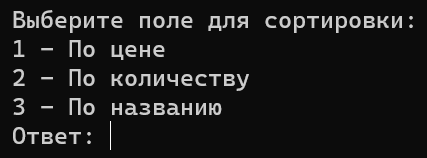 Выберите поле для сортировки:
1 – По цене
2 – По количеству
3 – По названию
Ответ: